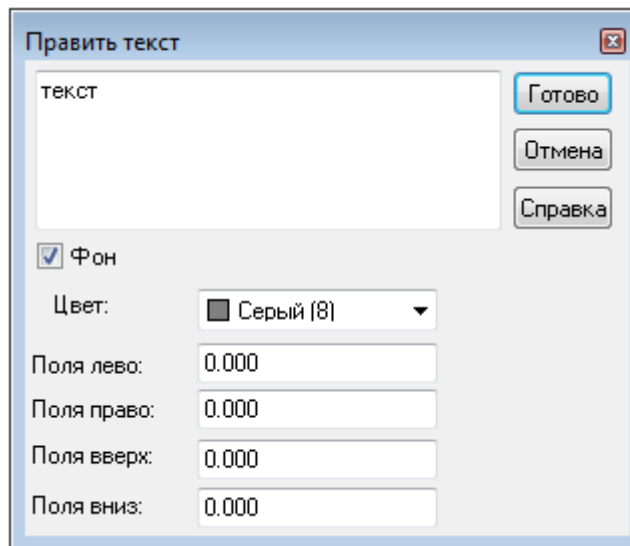 Править текст
текст
Готово
Отмена
Справка
Фон
Цвет: Серый (8)
Поля лево: 0.000
Поля право: 0.000
Поля вверх: 0.000
Поля вниз: 0.000